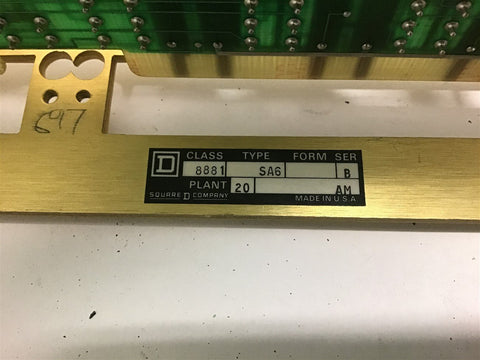 697
CLASS TYPE FORM SER
8881 SA6 B
PLANT 20 AM
SQUARE D COMPANY MADE IN U.S.A.